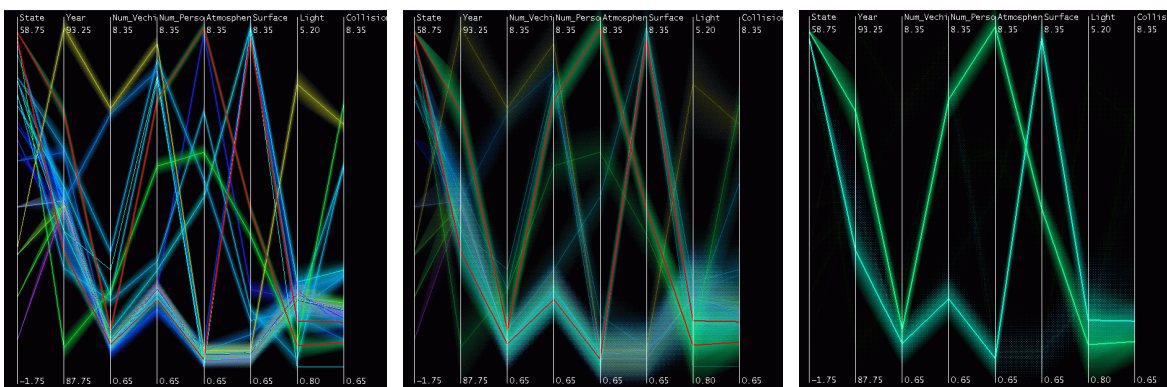 State Year Num_Vechi Num_Perso Atmospher Surface Light Collision
58.75 93.25 8.35 8.35 8.35 8.35 5.20 8.35
-1.75 87.75 0.65 0.65 0.65 0.65 0.80 0.65
State Year Num_Vechi Num_Perso Atmospher Surface Light Collision
58.75 93.25 8.35 8.35 8.35 8.35 5.20 8.35
-1.75 87.75 0.65 0.65 0.65 0.65 0.80 0.65
State Year Num_Vechi Num_Perso Atmospher Surface Light Collis
58.75 93.25 8.35 8.35 8.35 8.35 5.20 8.35
-1.75 87.75 0.65 0.65 0.65 0.65 0.80 0.65